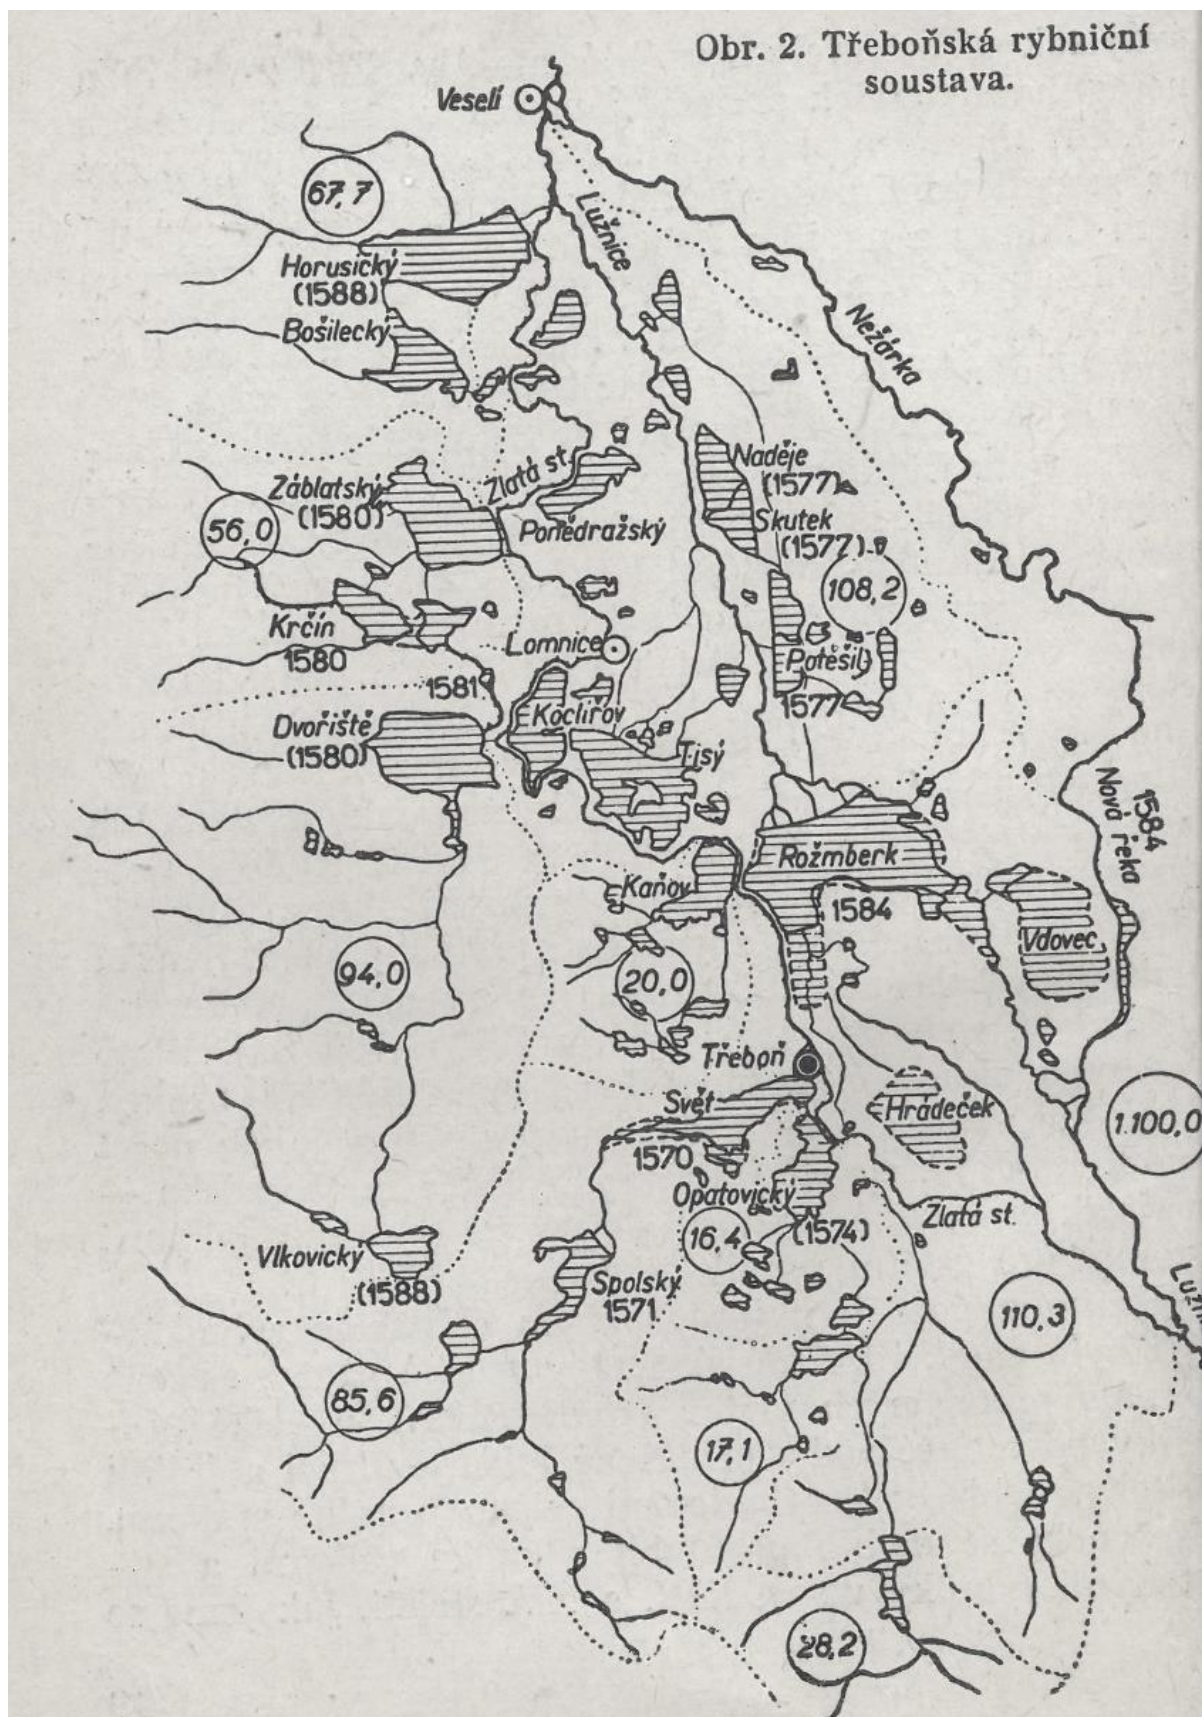 Obr. 2. Třeboňská rybniční
soustava.
Veselí
67,7
Lužnice
Horusický
(1588)
Bošilecký
Nežárka
Naděje
(1577)
Zlatá st.
Záblatský
(1580)
56,0
Ponědražský
Skutek
(1577)
108,2
Krčín
1580
Lomnice
Potěšil
1577
1581
Koclířov
Dvořiště
(1580)
Tisý
1584
Nová řeka
Rožmberk
1584
Kaňov
Vdovec
94,0
20,0
Třeboň
Svět
Hrádeček
1.100,0
1570
Opatovický
(1574)
Zlatá st.
16,4
Vlkovický
(1588)
Spolský
1571
110,3
85,6
17,1
28,2